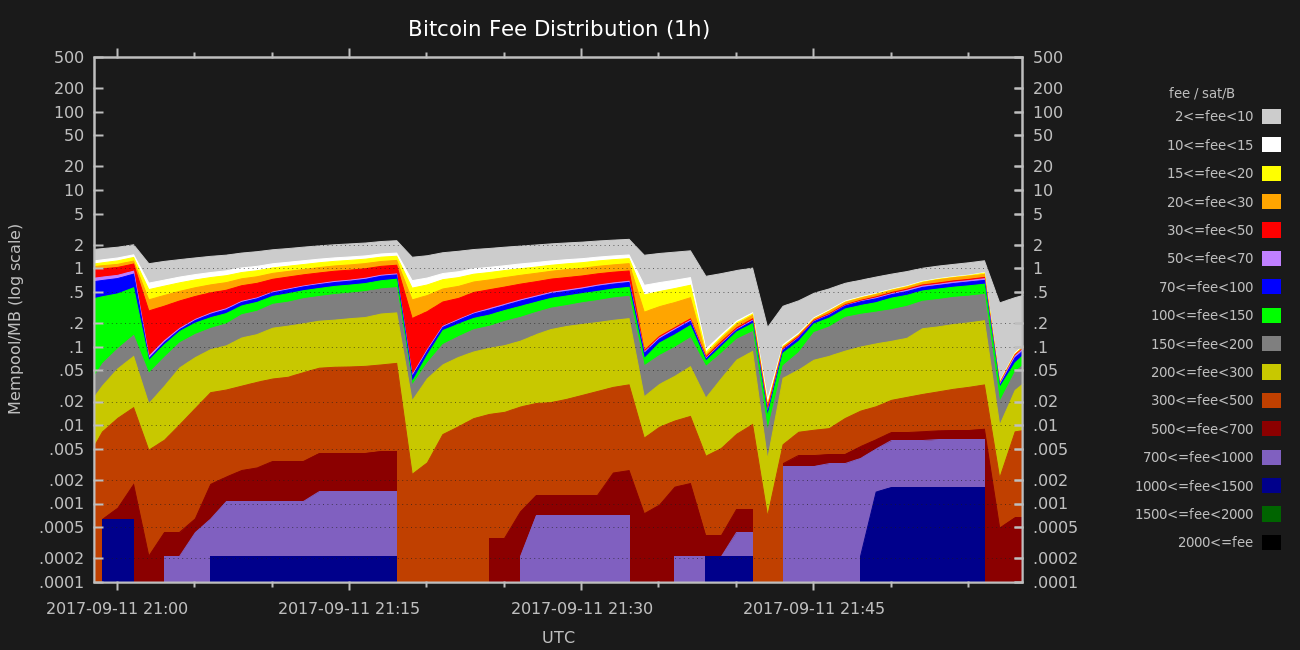 Bitcoin Fee Distribution (1h)
500
200
100
50
20
10
5
2
1
.5
.2
.1
.05
.02
.01
.005
.002
.001
.0005
.0002
.0001
Mempool/MB (log scale)
500
200
100
50
20
10
5
2
1
.5
.2
.1
.05
.02
.01
.005
.002
.001
.0005
.0002
.0001
2017-09-11 21:00
2017-09-11 21:15
2017-09-11 21:30
2017-09-11 21:45
UTC
fee / sat/B
2<=fee<10
10<=fee<15
15<=fee<20
20<=fee<30
30<=fee<50
50<=fee<70
70<=fee<100
100<=fee<150
150<=fee<200
200<=fee<300
300<=fee<500
500<=fee<700
700<=fee<1000
1000<=fee<1500
1500<=fee<2000
2000<=fee